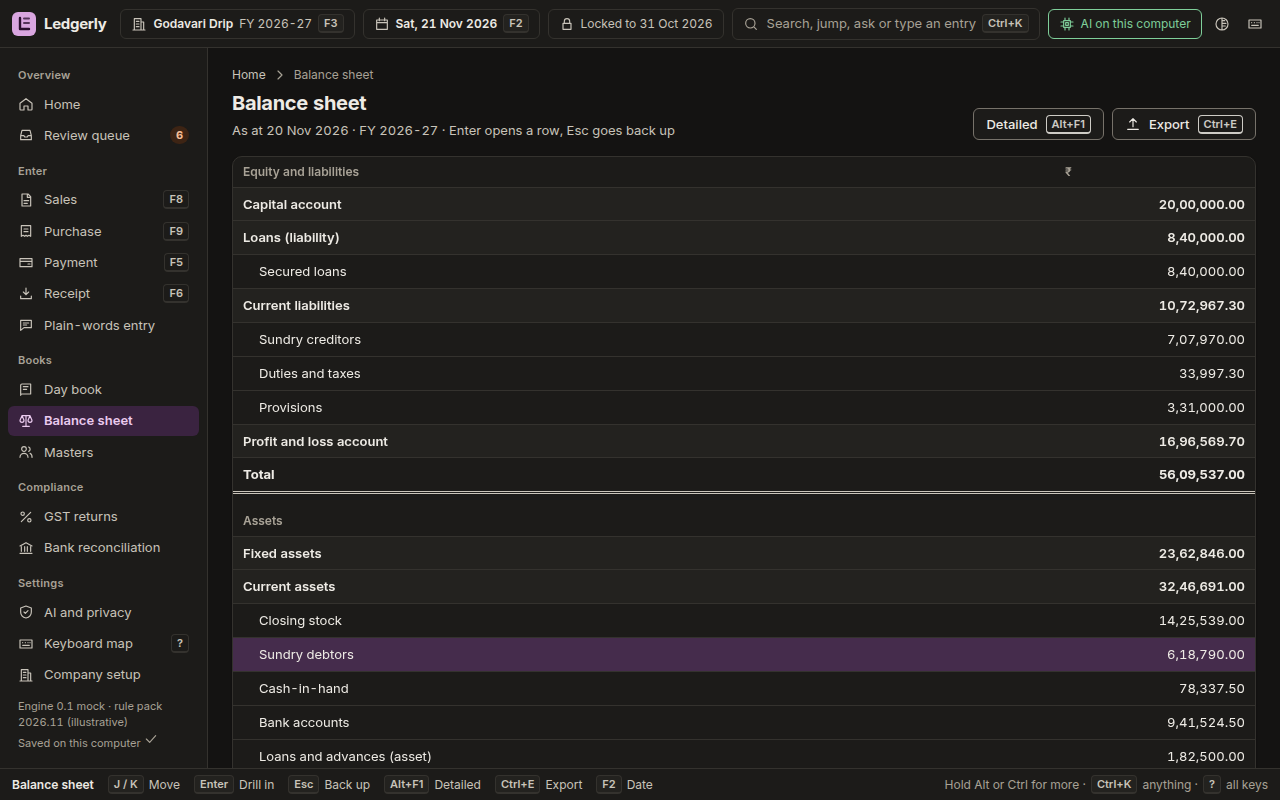 Ledgerly
Godavari Drip FY 2026-27 F3
Sat, 21 Nov 2026 F2
Locked to 31 Oct 2026
Search, jump, ask or type an entry Ctrl+K
AI on this computer
Overview
Home
Review queue 6
Enter
Sales F8
Purchase F9
Payment F5
Receipt F6
Plain-words entry
Books
Day book
Balance sheet
Masters
Compliance
GST returns
Bank reconciliation
Settings
AI and privacy
Keyboard map ?
Company setup
Engine 0.1 mock · rule pack
2026.11 (illustrative)
Saved on this computer
Home > Balance sheet
Balance sheet
As at 20 Nov 2026 · FY 2026-27 · Enter opens a row, Esc goes back up
Detailed Alt+F1
Export Ctrl+E
Equity and liabilities ₹
Capital account 20,00,000.00
Loans (liability) 8,40,000.00
Secured loans 8,40,000.00
Current liabilities 10,72,967.30
Sundry creditors 7,07,970.00
Duties and taxes 33,997.30
Provisions 3,31,000.00
Profit and loss account 16,96,569.70
Total 56,09,537.00
Assets
Fixed assets 23,62,846.00
Current assets 32,46,691.00
Closing stock 14,25,539.00
Sundry debtors 6,18,790.00
Cash-in-hand 78,337.50
Bank accounts 9,41,524.50
Loans and advances (asset) 1,82,500.00
Balance sheet J / K Move Enter Drill in Esc Back up Alt+F1 Detailed Ctrl+E Export F2 Date
Hold Alt or Ctrl for more · Ctrl+K anything · ? all keys